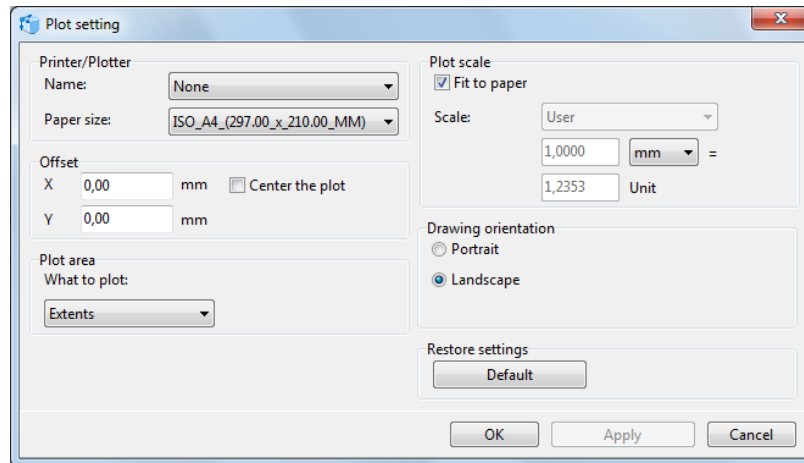 Plot setting
Printer/Plotter
Name: None
Paper size: ISO_A4_(297.00_x_210.00_MM)
Offset
X 0,00 mm Center the plot
Y 0,00 mm
Plot area
What to plot:
Extents
Plot scale
Fit to paper
Scale: User
1,0000 mm =
1,2353 Unit
Drawing orientation
Portrait
Landscape
Restore settings
Default
OK Apply Cancel